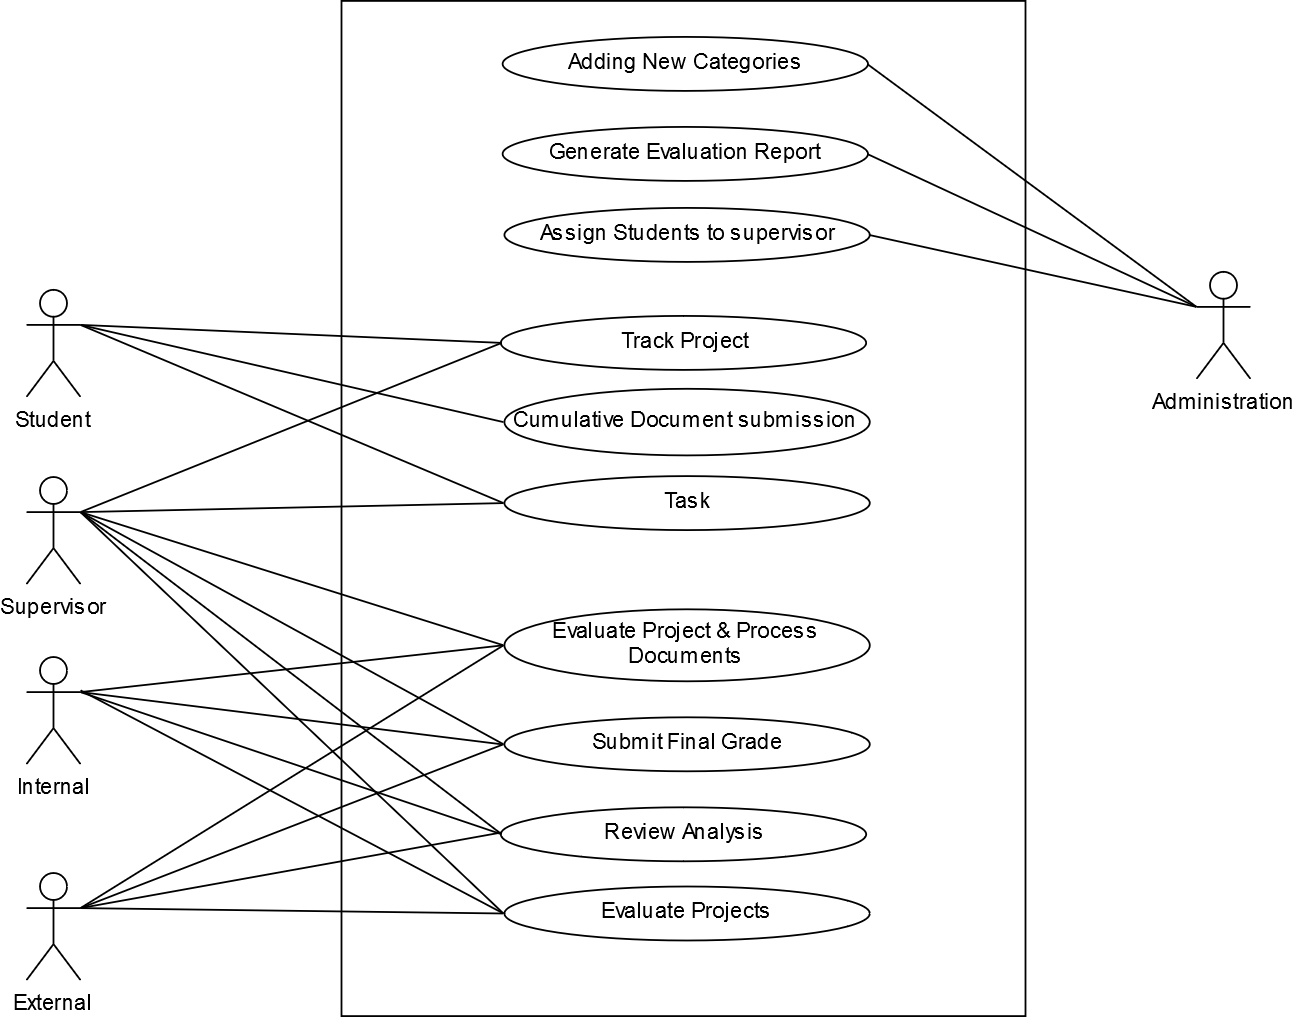 Adding New Categories
Generate Evaluation Report
Assign Students to supervisor
Track Project
Cumulative Document submission
Task
Evaluate Project & Process
Documents
Submit Final Grade
Review Analysis
Evaluate Projects
Student
Supervisor
Internal
External
Administration